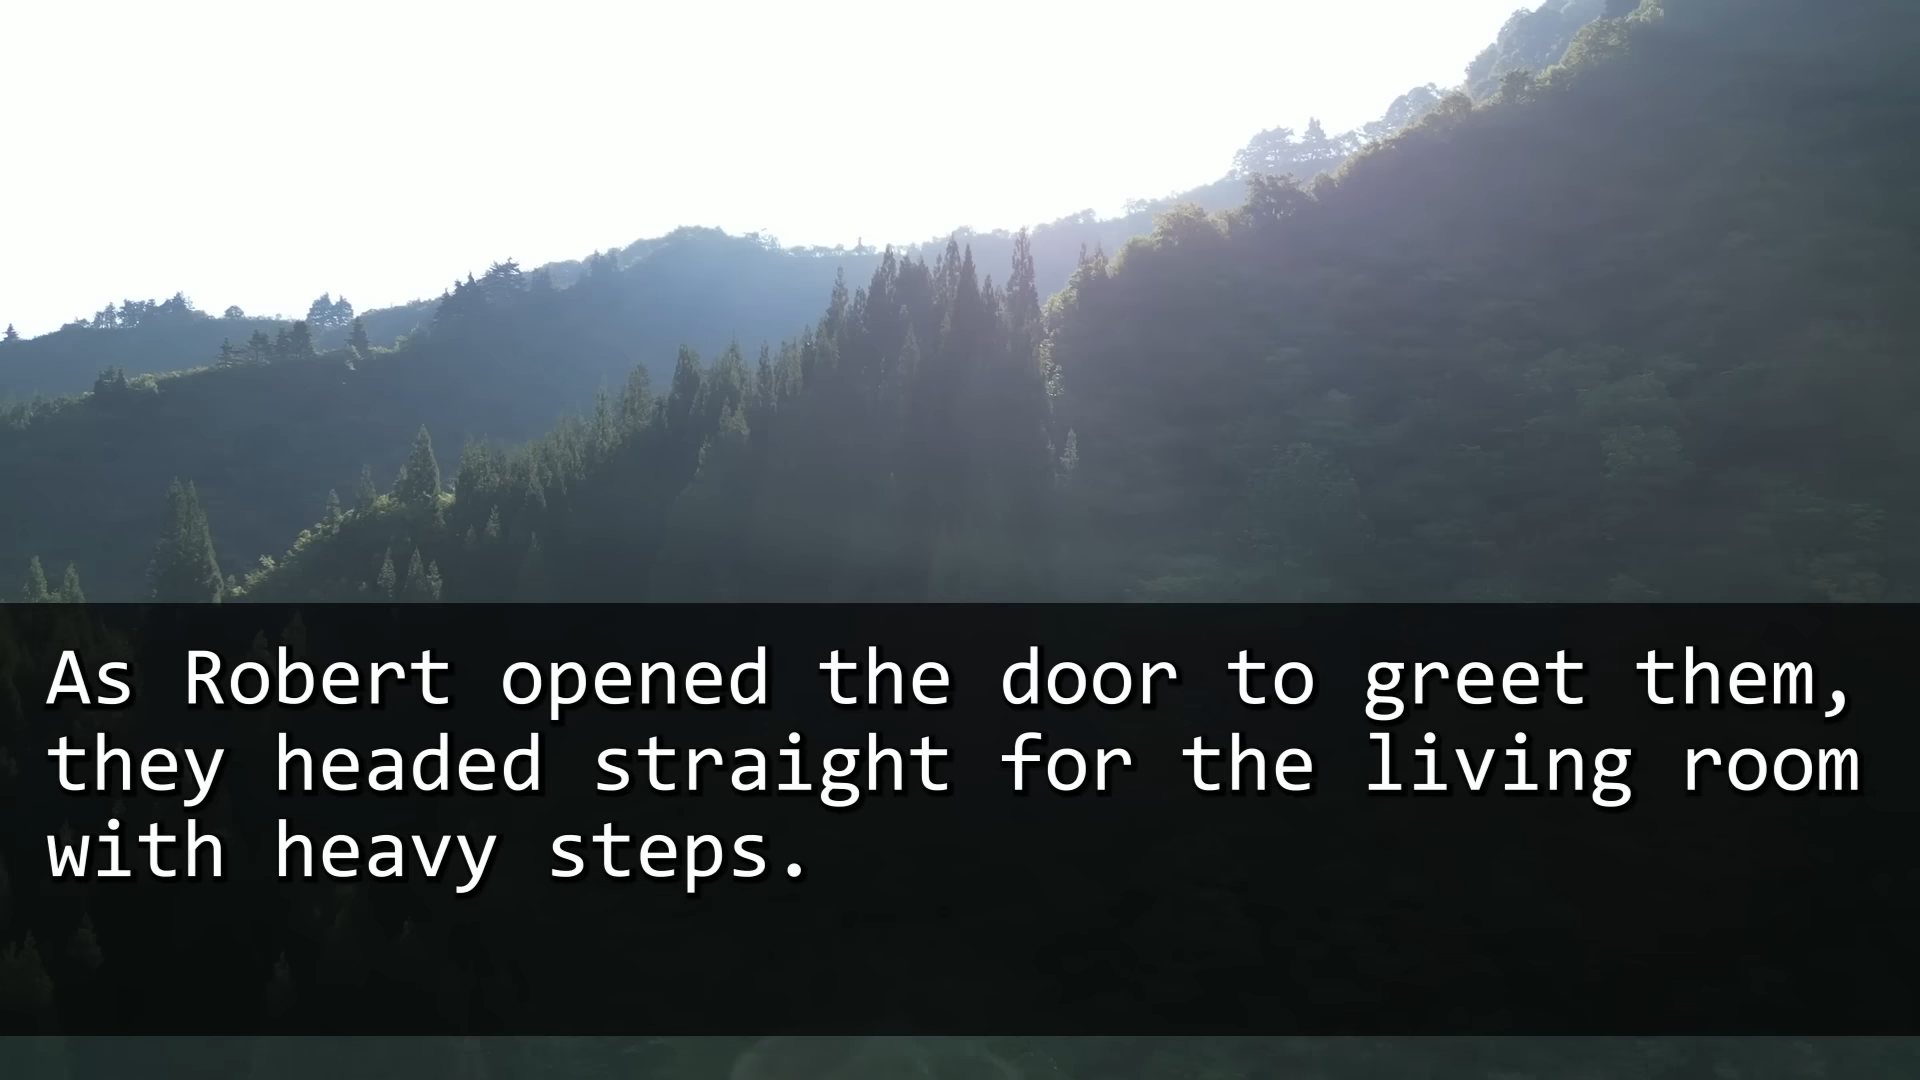 As Robert opened the door to greet them,
they headed straight for the living room
with heavy steps.